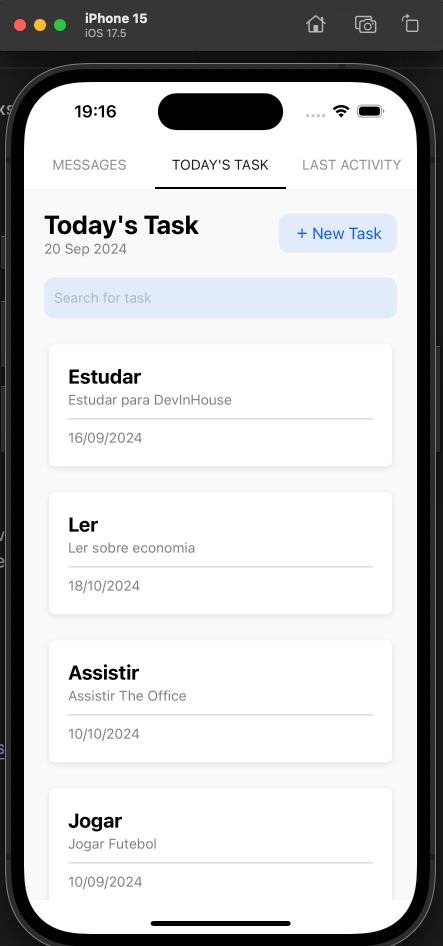 iPhone 15
iOS 17.5
19:16
MESSAGES TODAY'S TASK LAST ACTIVITY
Today's Task
20 Sep 2024
+ New Task
Search for task
Estudar
Estudar para DevInHouse
16/09/2024
Ler
Ler sobre economia
18/10/2024
Assistir
Assistir The Office
10/10/2024
Jogar
Jogar Futebol
10/09/2024